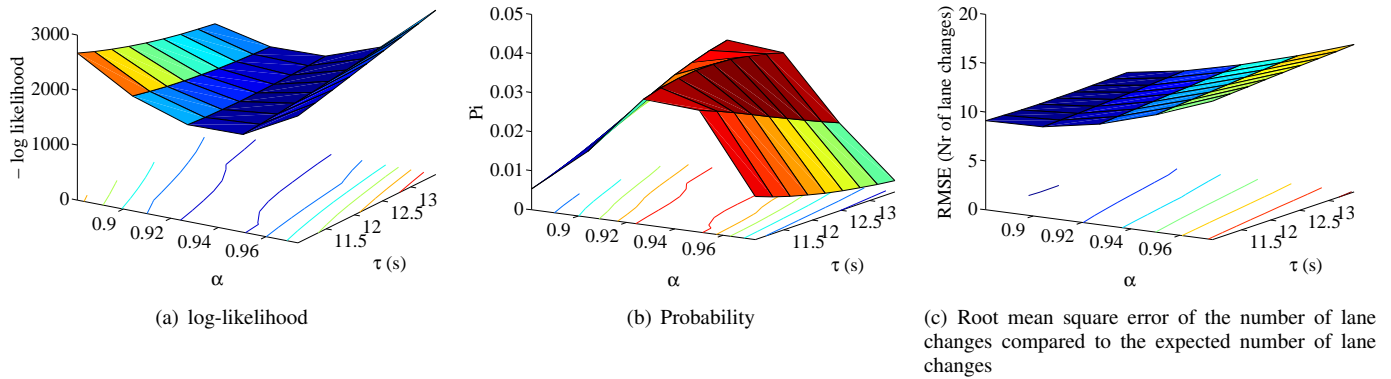 3000
2000
1000
0
− log likelihood
0.9
0.92
0.94
0.96
α
11.5
12
12.5
13
τ (s)
(a) log-likelihood
0.05
0.04
0.03
0.02
0.01
0
Pi
0.9
0.92
0.94
0.96
α
11.5
12
12.5
13
τ (s)
(b) Probability
20
15
10
5
0
RMSE (Nr of lane changes)
0.9
0.92
0.94
0.96
α
11.5
12
12.5
13
τ (s)
(c) Root mean square error of the number of lane
changes compared to the expected number of lane
changes